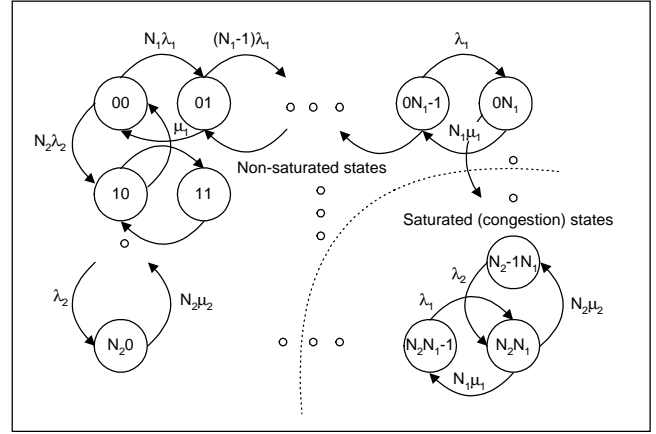 N₁λ₁ (N₁-1)λ₁ λ₁
00 01 0N₁-1 0N₁
μ₁ N₁μ₁
N₂λ₂
Non-saturated states
10 11
Saturated (congestion) states
N₂-1N₁
λ₂ N₂μ₂ λ₁ λ₂ N₂μ₂
N₂0 N₂N₁-1 N₂N₁
N₁μ₁